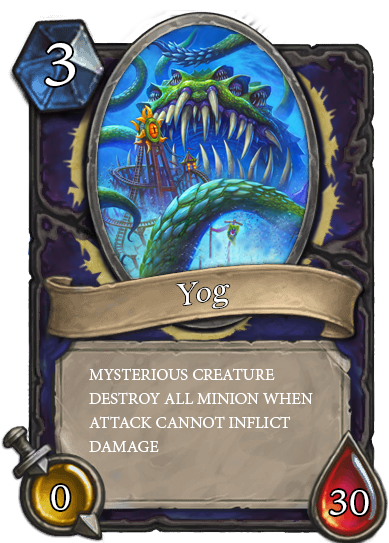 3
Yog
MYSTERIOUS CREATURE
DESTROY ALL MINION WHEN
ATTACK CANNOT INFLICT
DAMAGE
0
30